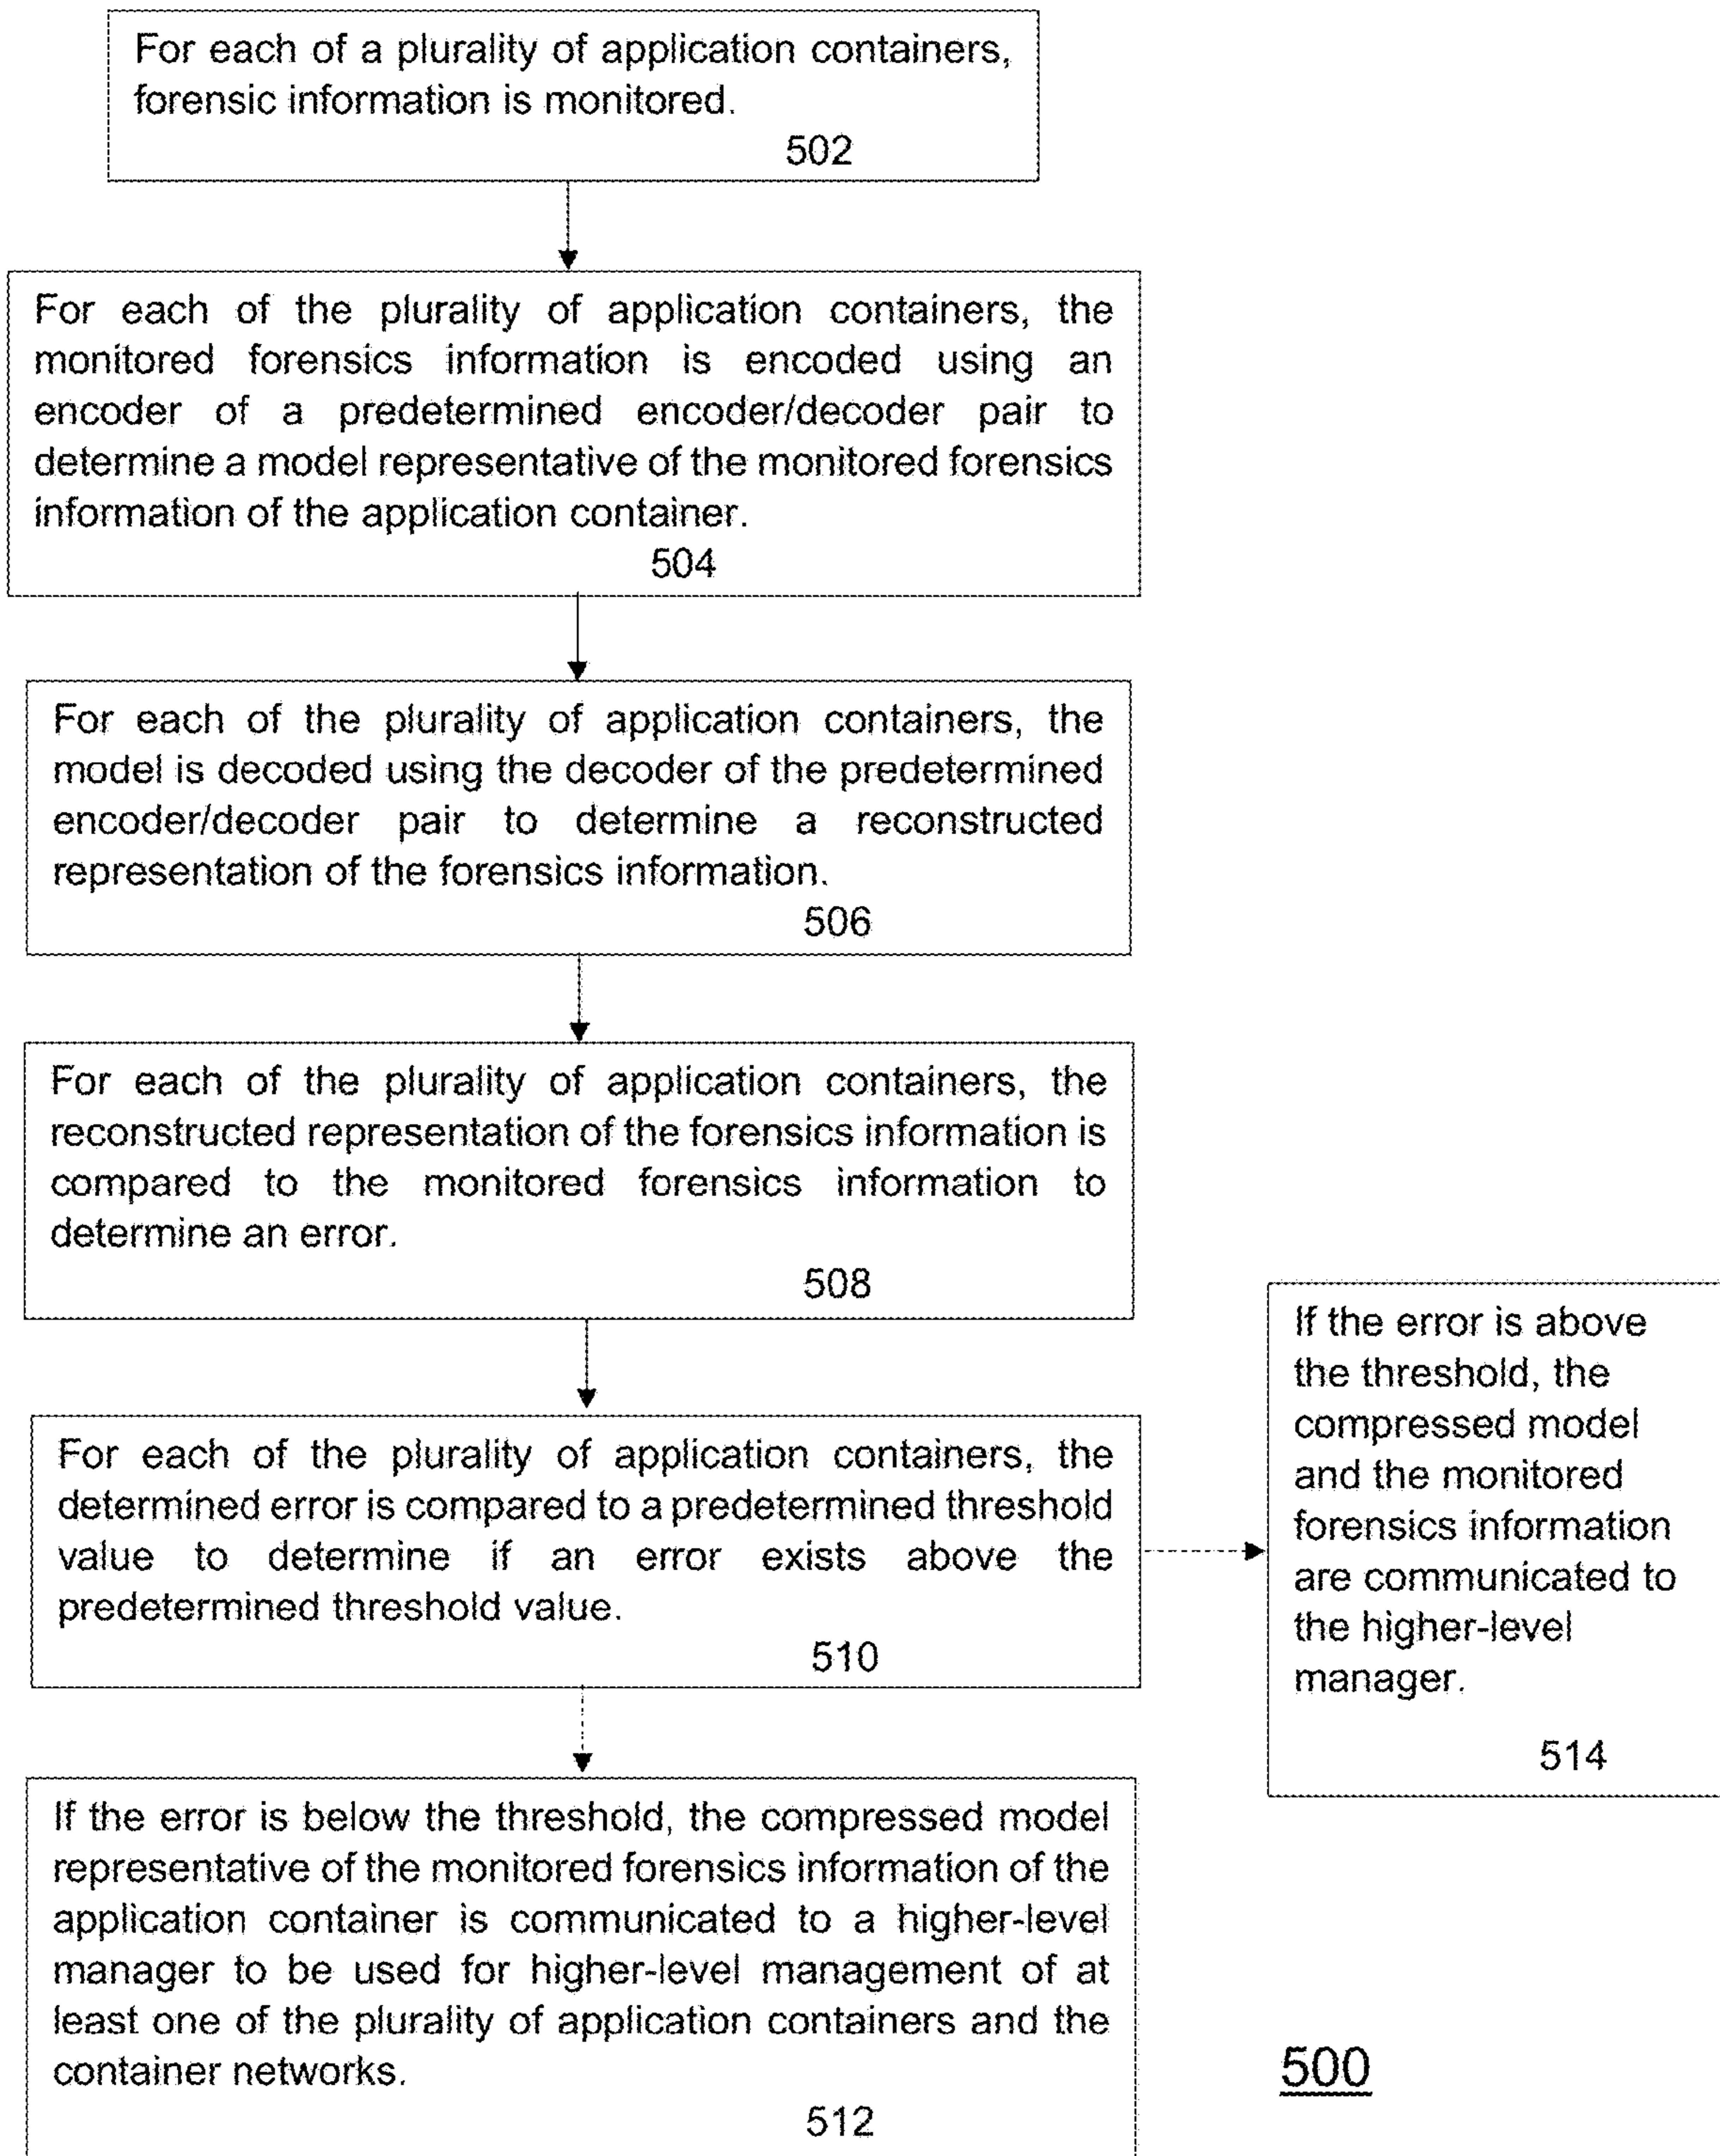 For each of a plurality of application containers,
forensic information is monitored.
502
For each of the plurality of application containers, the
monitored forensics information is encoded using an
encoder of a predetermined encoder/decoder pair to
determine a model representative of the monitored forensics
information of the application container.
504
For each of the plurality of application containers, the
model is decoded using the decoder of the predetermined
encoder/decoder pair to determine a reconstructed
representation of the forensics information.
506
For each of the plurality of application containers, the
reconstructed representation of the forensics information is
compared to the monitored forensics information to
determine an error.
508
For each of the plurality of application containers, the
determined error is compared to a predetermined threshold
value to determine if an error exists above the
predetermined threshold value.
510
If the error is above
the threshold, the
compressed model
and the monitored
forensics information
are communicated to
the higher-level
manager.
514
If the error is below the threshold, the compressed model
representative of the monitored forensics information of the
application container is communicated to a higher-level
manager to be used for higher-level management of at
least one of the plurality of application containers and the
container networks.
512
500